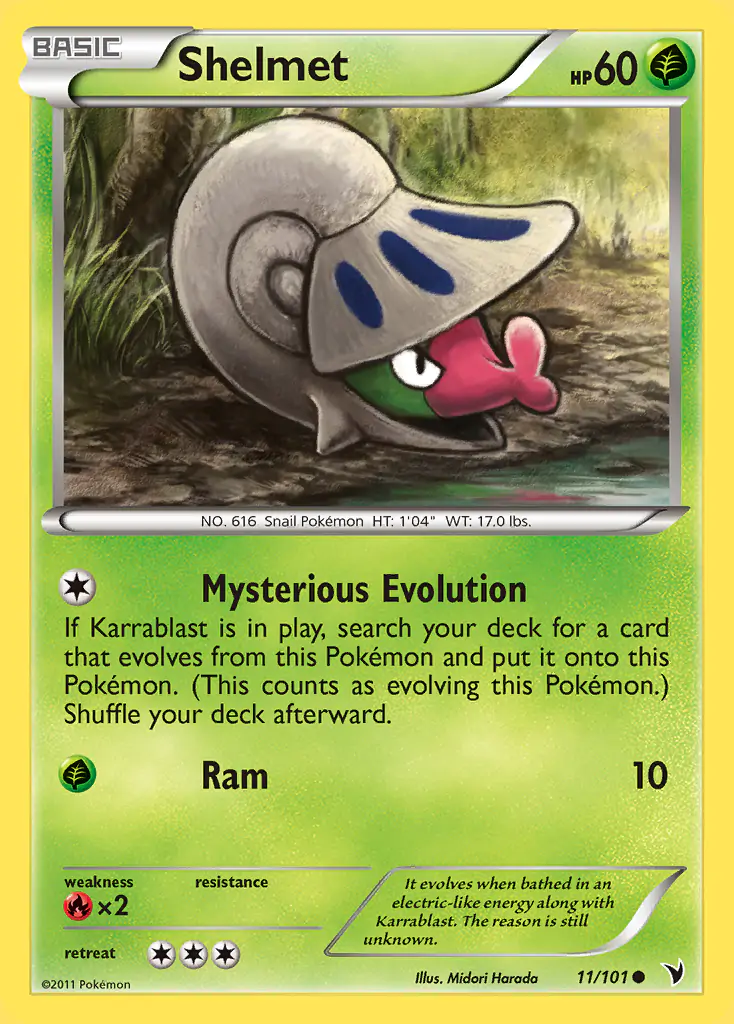 BASIC
Shelmet
HP60
NO. 616 Snail Pokémon HT: 1'04" WT: 17.0 lbs.
Mysterious Evolution
If Karrablast is in play, search your deck for a card
that evolves from this Pokémon and put it onto this
Pokémon. (This counts as evolving this Pokémon.)
Shuffle your deck afterward.
Ram 10
weakness resistance
×2
It evolves when bathed in an
electric-like energy along with
Karrablast. The reason is still
unknown.
retreat
©2011 Pokémon
Illus. Midori Harada
11/101